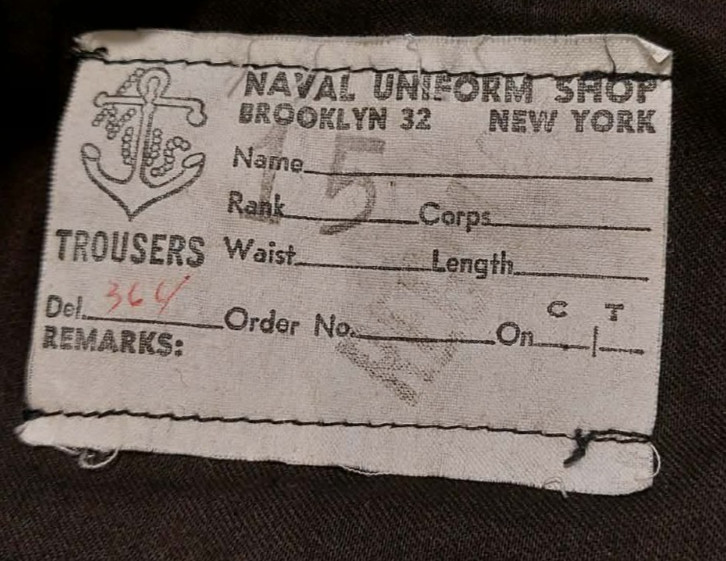 NAVAL UNIFORM SHOP
BROOKLYN 32 NEW YORK
15
Name
Rank Corps
TROUSERS Waist Length
C T
Del. 364 Order No. On
REMARKS: